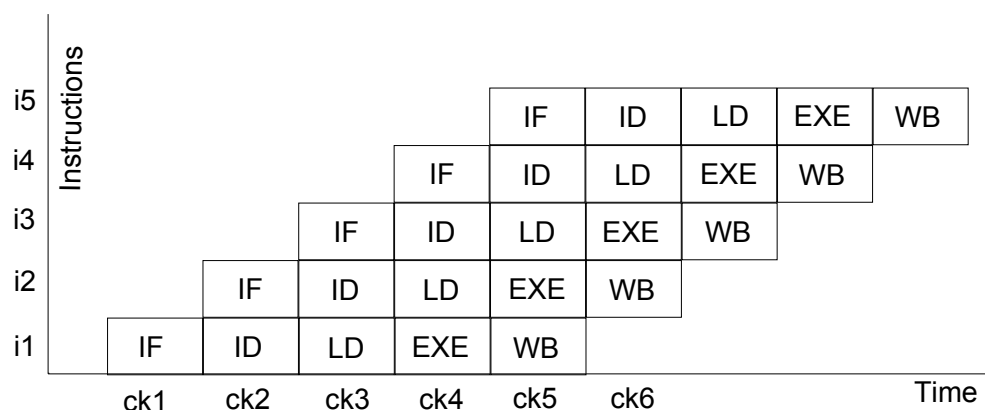 Instructions
i5 IF ID LD EXE WB
i4 IF ID LD EXE WB
i3 IF ID LD EXE WB
i2 IF ID LD EXE WB
i1 IF ID LD EXE WB
ck1 ck2 ck3 ck4 ck5 ck6 Time